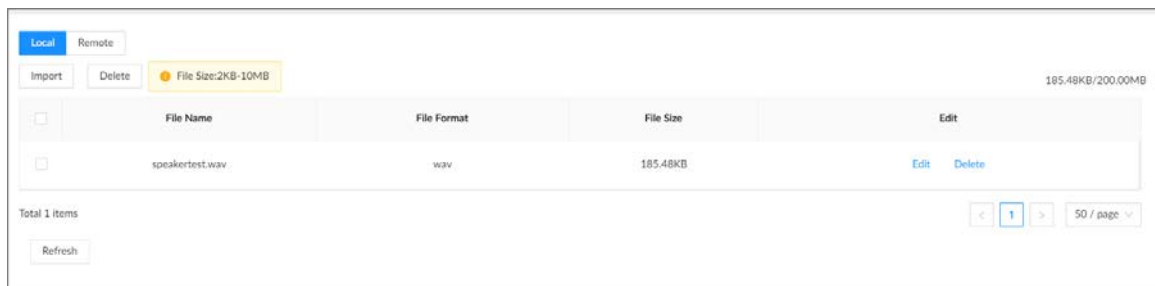 Local Remote
Import Delete File Size:2KB-10MB 185.48KB/200.00MB
File Name File Format File Size Edit
speakertest.wav wav 185.48KB Edit Delete
Total 1 items < 1 > 50 / page
Refresh